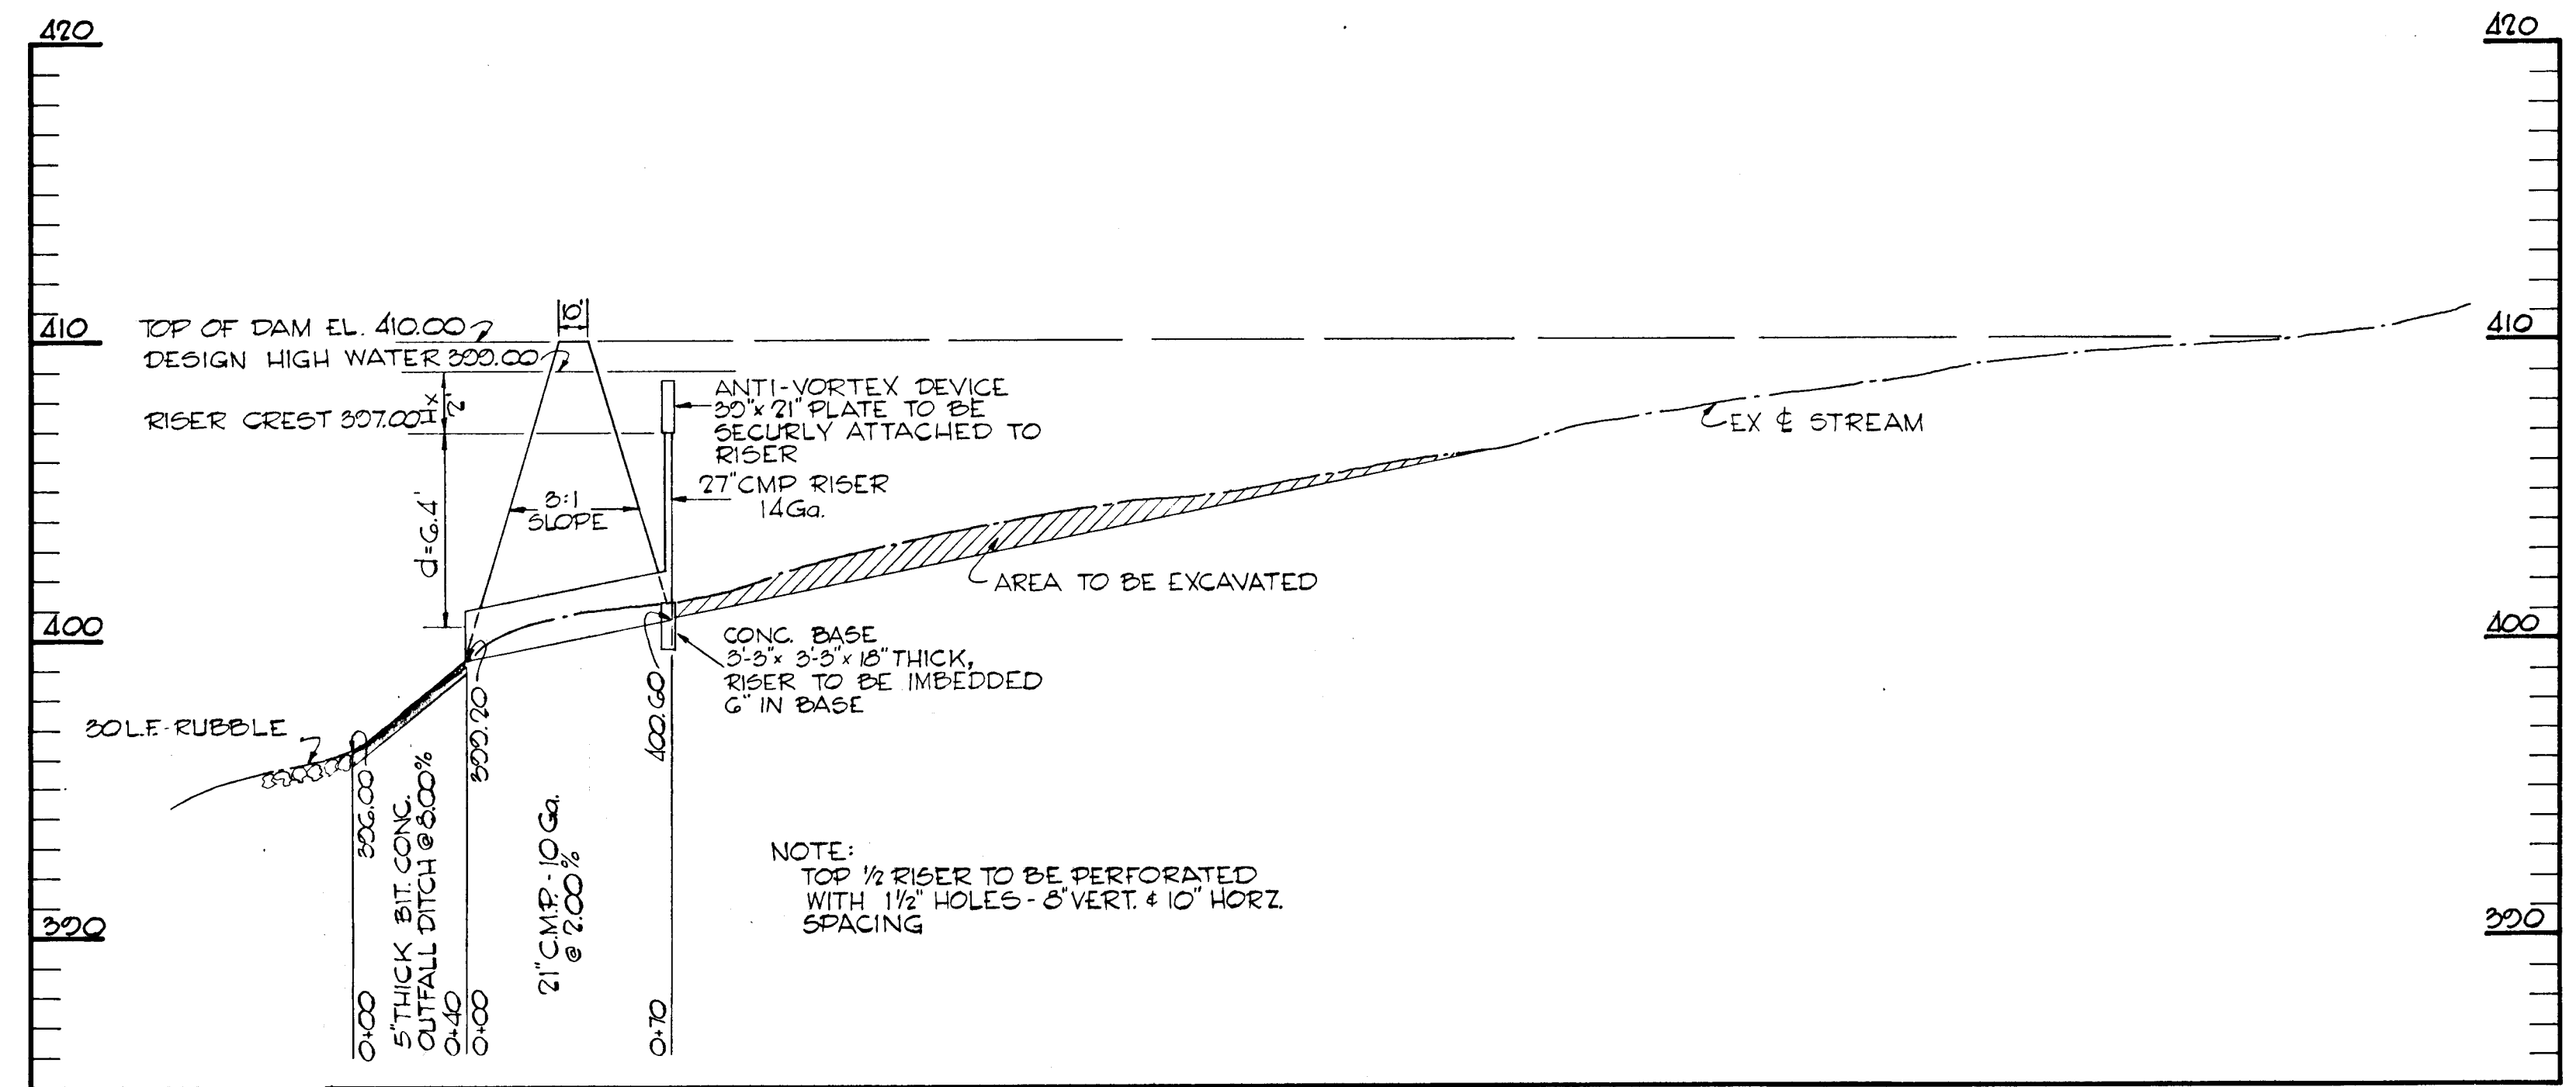 420
420
410
410
TOP OF DAM EL. 410.00
DESIGN HIGH WATER 399.00
RISER CREST 397.00
H x
2'
10'
ANTI-VORTEX DEVICE
39" x 21" PLATE TO BE
SECURLY ATTACHED TO
RISER
27" CMP RISER
14 Ga.
3:1
SLOPE
d=6.4'
EX ℄ STREAM
AREA TO BE EXCAVATED
400
400
CONC. BASE
3'-3" x 3'-3" x 18" THICK,
RISER TO BE IMBEDDED
6" IN BASE
30 L.F. - RUBBLE
396.00
399.20
400.60
5" THICK BIT. CONC.
OUTFALL DITCH @ 8.00%
21" C.M.P. - 10 Ga.
@ 2.00%
NOTE:
TOP 1/2 RISER TO BE PERFORATED
WITH 1 1/2" HOLES - 8" VERT. & 10" HORZ.
SPACING
390
390
0+00
0+40
0+00
0+70